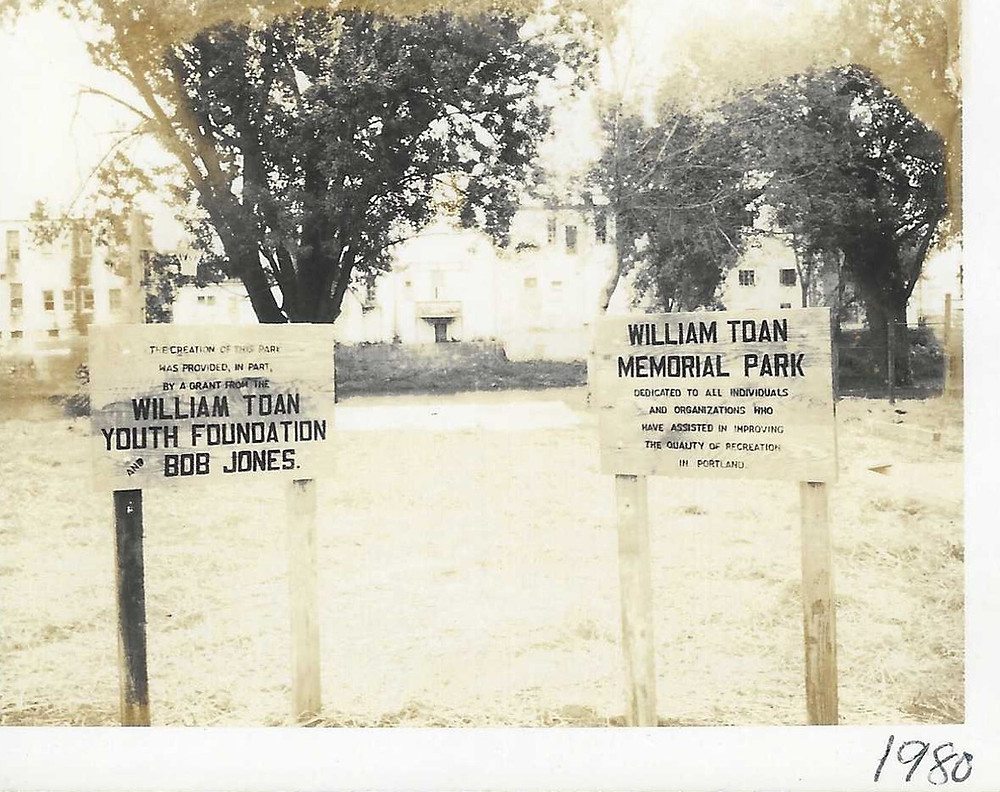 THE CREATION OF THIS PARK
WAS PROVIDED, IN PART,
BY A GRANT FROM THE
WILLIAM TOAN
YOUTH FOUNDATION
AND BOB JONES.
WILLIAM TOAN
MEMORIAL PARK
DEDICATED TO ALL INDIVIDUALS
AND ORGANIZATIONS WHO
HAVE ASSISTED IN IMPROVING
THE QUALITY OF RECREATION
IN PORTLAND.
1980